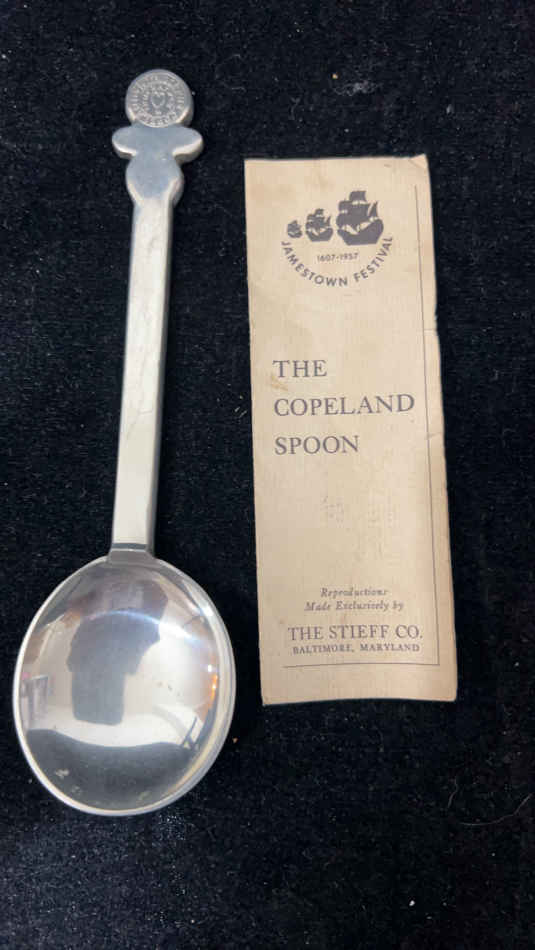 1607-1957
JAMESTOWN FESTIVAL
THE
COPELAND
SPOON
Reproductions
Made Exclusively by
THE STIEFF CO.
BALTIMORE, MARYLAND